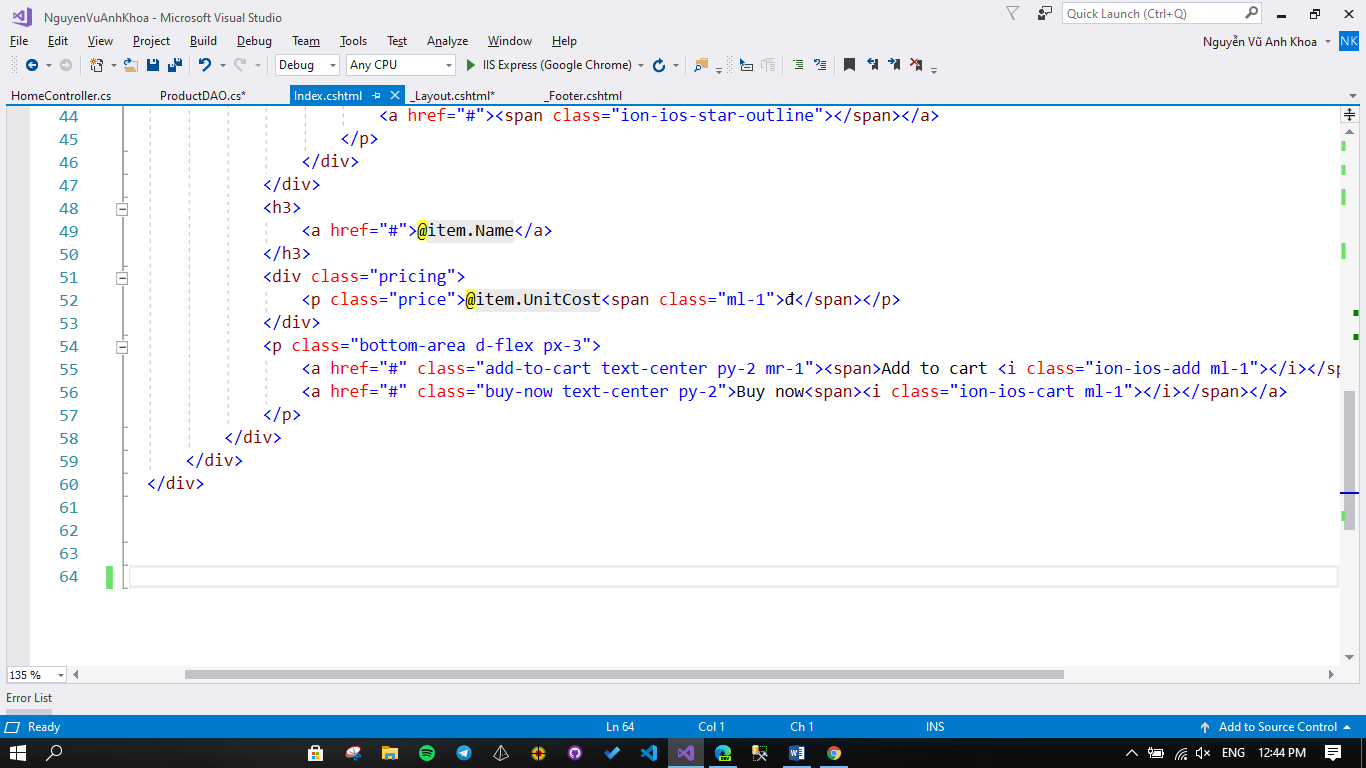 NguyenVuAnhKhoa - Microsoft Visual Studio
Quick Launch (Ctrl+Q)
File Edit View Project Build Debug Team Tools Test Analyze Window Help
Nguyễn Vũ Anh Khoa NK
Debug Any CPU IIS Express (Google Chrome)
HomeController.cs ProductDAO.cs* Index.cshtml _Layout.cshtml* _Footer.cshtml
44 <a href="#"><span class="ion-ios-star-outline"></span></a>
45 </p>
46 </div>
47 </div>
48 <h3>
49 <a href="#">@item.Name</a>
50 </h3>
51 <div class="pricing">
52 <p class="price">@item.UnitCost<span class="ml-1">đ</span></p>
53 </div>
54 <p class="bottom-area d-flex px-3">
55 <a href="#" class="add-to-cart text-center py-2 mr-1"><span>Add to cart <i class="ion-ios-add ml-1"></i></sp
56 <a href="#" class="buy-now text-center py-2">Buy now<span><i class="ion-ios-cart ml-1"></i></span></a>
57 </p>
58 </div>
59 </div>
60 </div>
61
62
63
64
135 %
Error List
Ready Ln 64 Col 1 Ch 1 INS Add to Source Control
ENG 12:44 PM